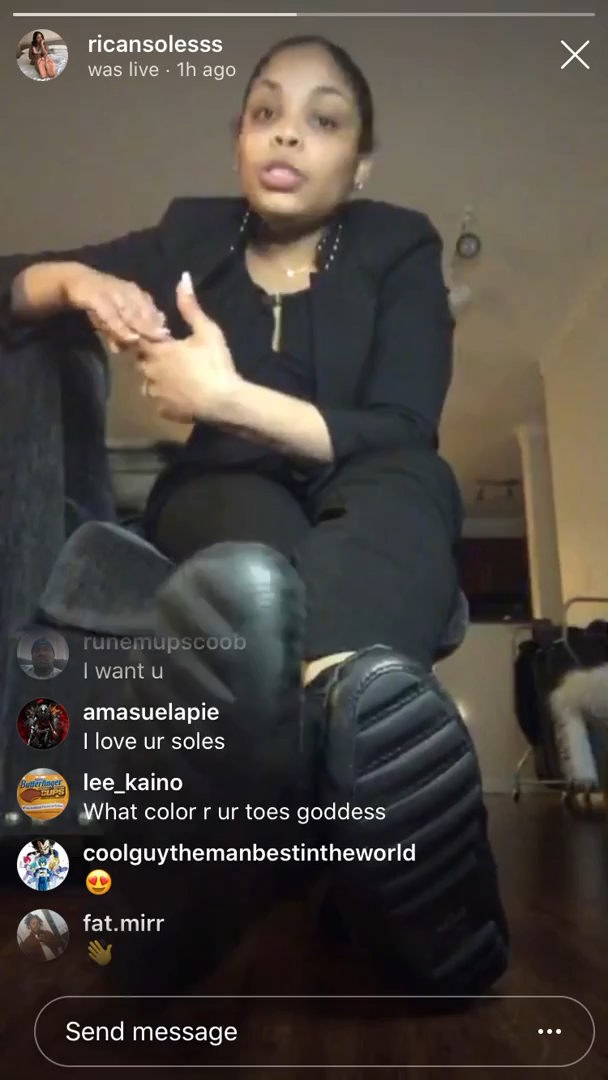 ricansolesss
was live · 1h ago
runemupscoob
I want u
amasuelapie
I love ur soles
lee_kaino
What color r ur toes goddess
coolguythemanbestintheworld
😍
fat.mirr
👋
Send message